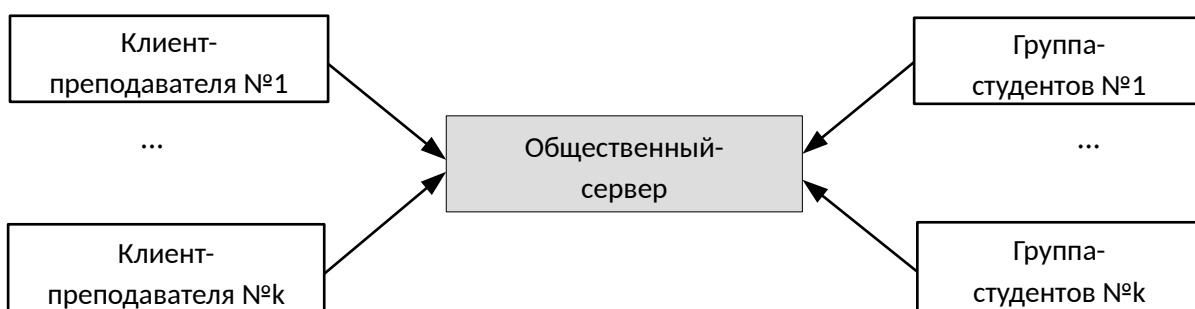 Клиент-
преподавателя №1
Группа-
студентов №1
...
Общественный-
сервер
...
Клиент-
преподавателя №k
Группа-
студентов №k